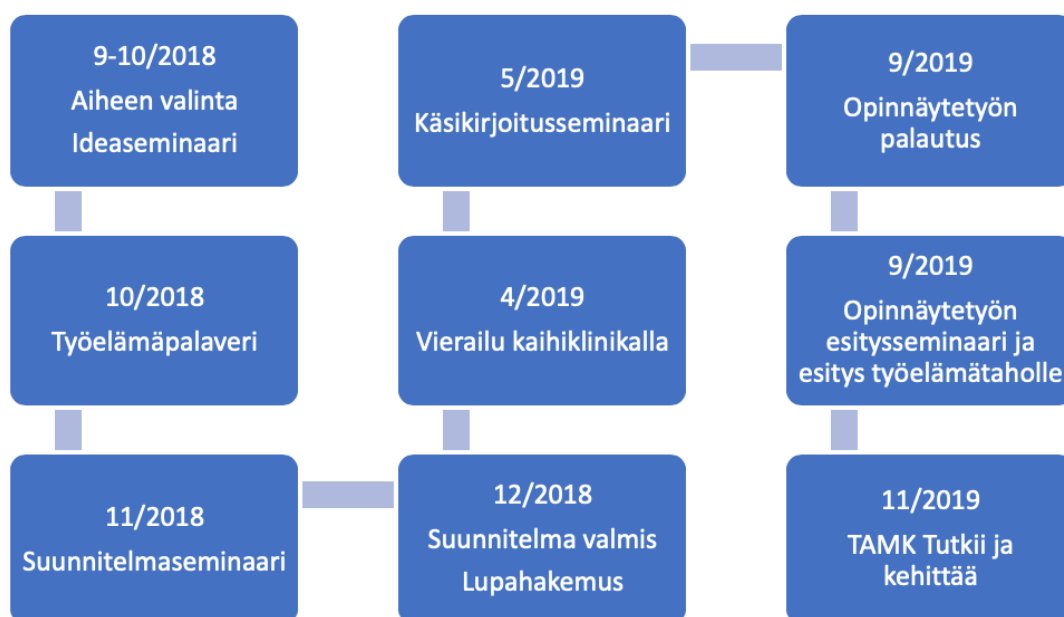 9-10/2018
Aiheen valinta
Ideaseminaari
10/2018
Työelämäpalaveri
11/2018
Suunnitelmaseminaari
12/2018
Suunnitelma valmis
Lupahakemus
4/2019
Vierailu kaihiklinikalla
5/2019
Käsikirjoitusseminaari
9/2019
Opinnäytetyön
palautus
9/2019
Opinnäytetyön
esitysseminaari ja
esitys työelämätaholle
11/2019
TAMK Tutkii ja
kehittää